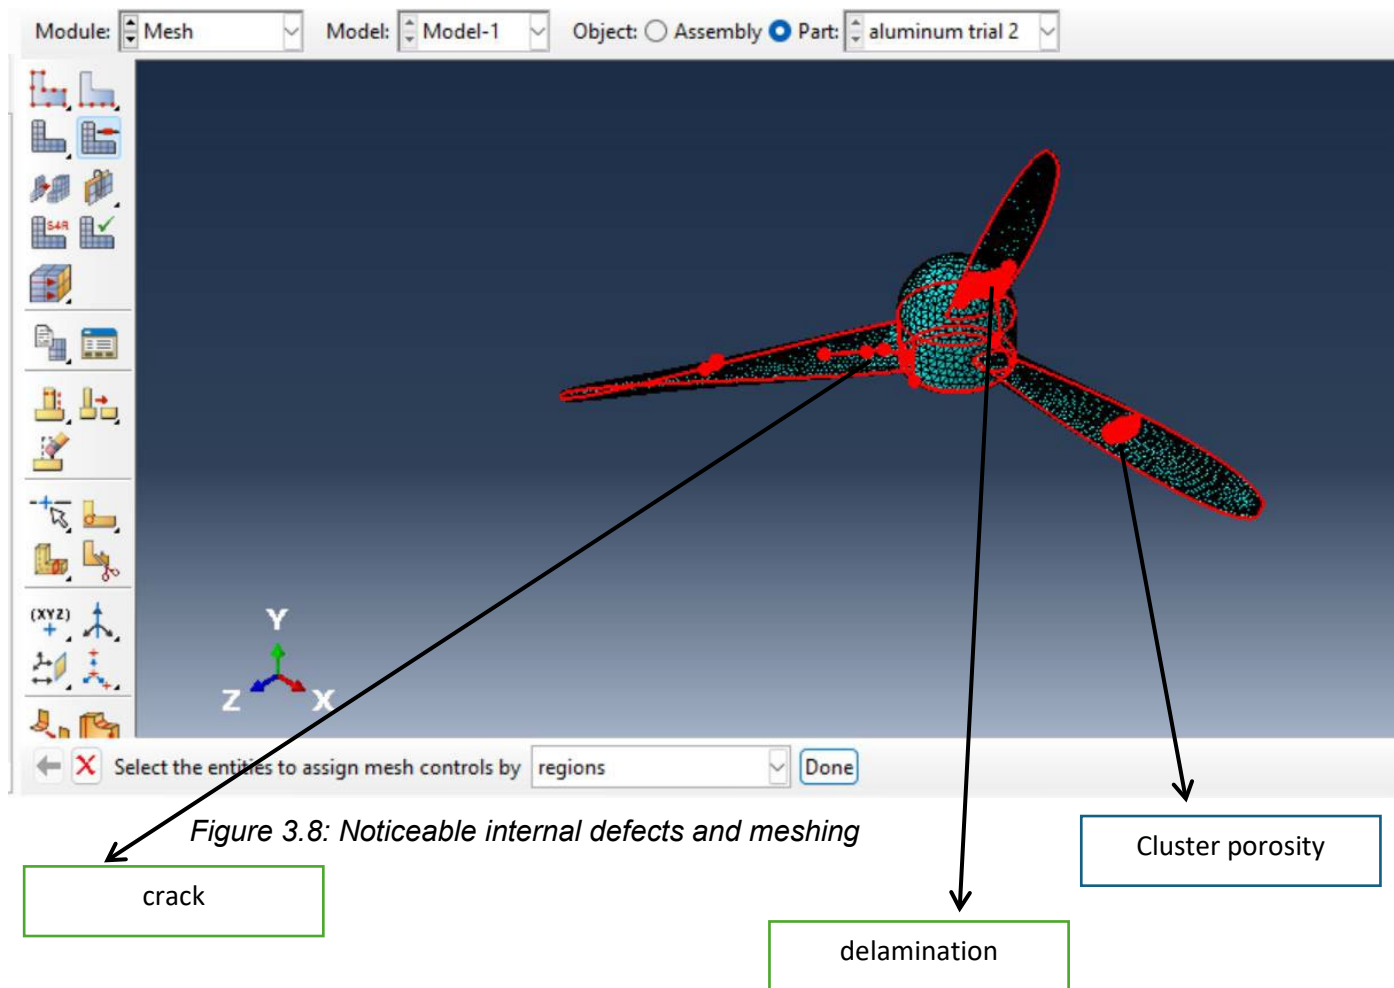 Module: Mesh Model: Model-1 Object: Assembly Part: aluminum trial 2
S4R
(XYZ)
Y
Z X
Select the entities to assign mesh controls by regions Done
Figure 3.8: Noticeable internal defects and meshing
Cluster porosity
crack
delamination